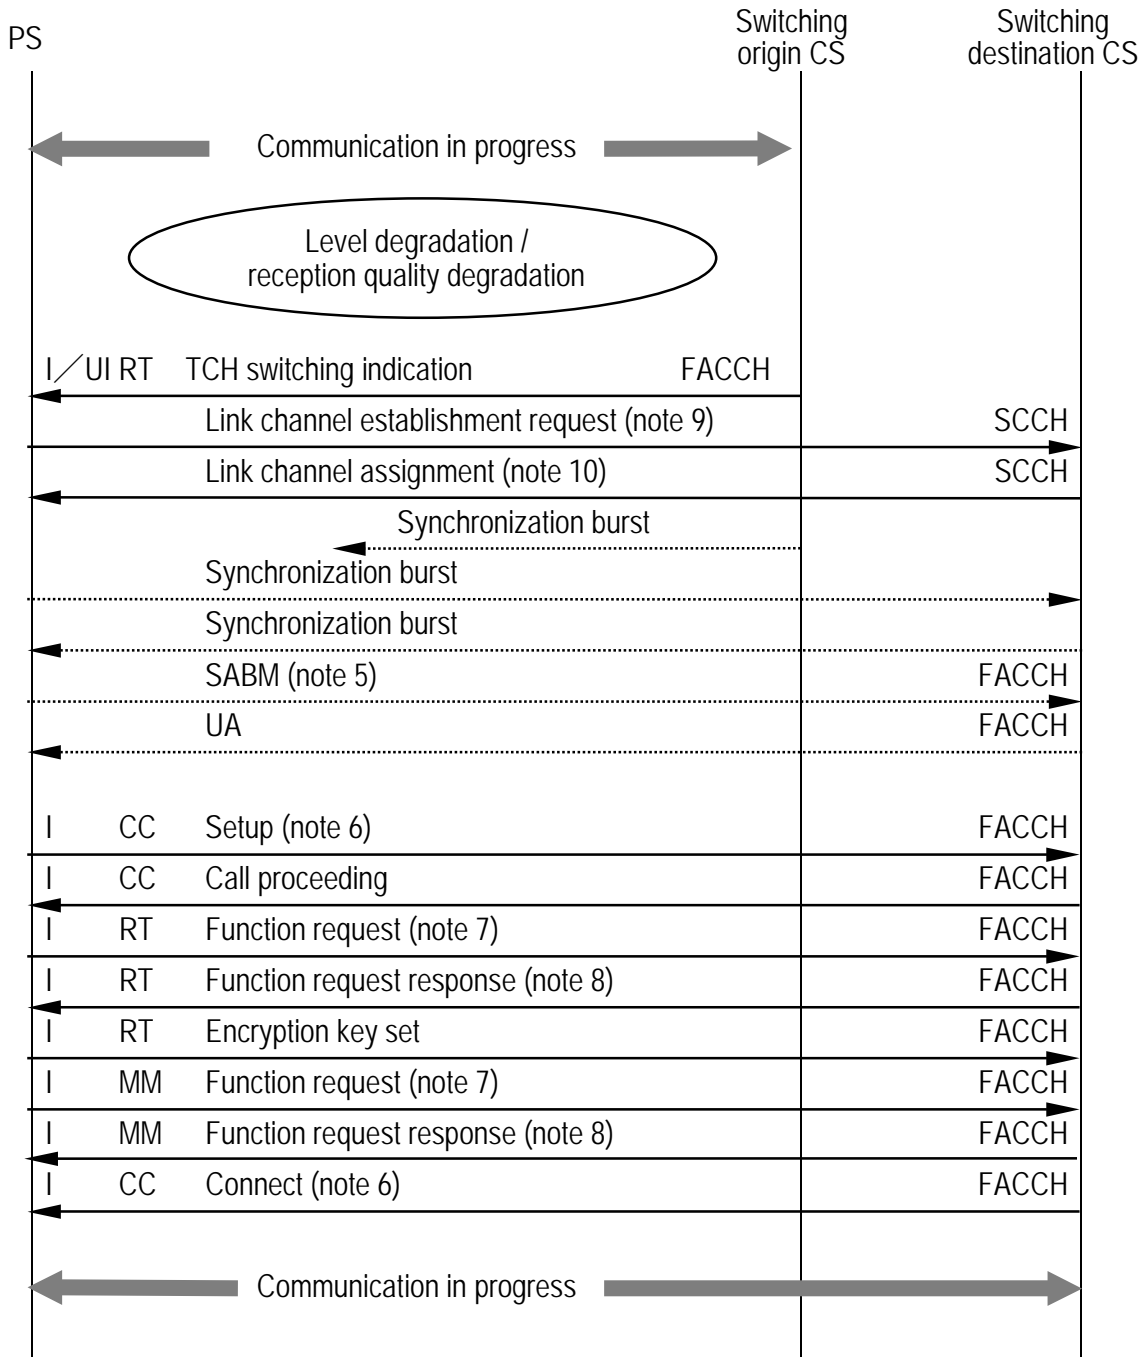 PS
Switching
origin CS
Switching
destination CS
Communication in progress
Level degradation /
reception quality degradation
I／UI RT TCH switching indication FACCH
Link channel establishment request (note 9) SCCH
Link channel assignment (note 10) SCCH
Synchronization burst
Synchronization burst
Synchronization burst
SABM (note 5) FACCH
UA FACCH
I CC Setup (note 6) FACCH
I CC Call proceeding FACCH
I RT Function request (note 7) FACCH
I RT Function request response (note 8) FACCH
I RT Encryption key set FACCH
I MM Function request (note 7) FACCH
I MM Function request response (note 8) FACCH
I CC Connect (note 6) FACCH
Communication in progress